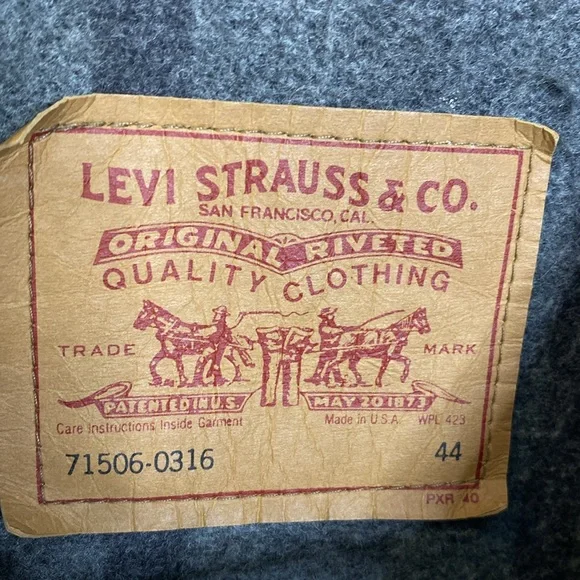 LEVI STRAUSS & CO.
SAN FRANCISCO, CAL.
ORIGINAL RIVETED
QUALITY CLOTHING
TRADE MARK
PATENTED IN U.S. MAY 20 1873
Care Instructions Inside Garment Made in U.S.A. WPL 423
71506-0316 44
PXR 40